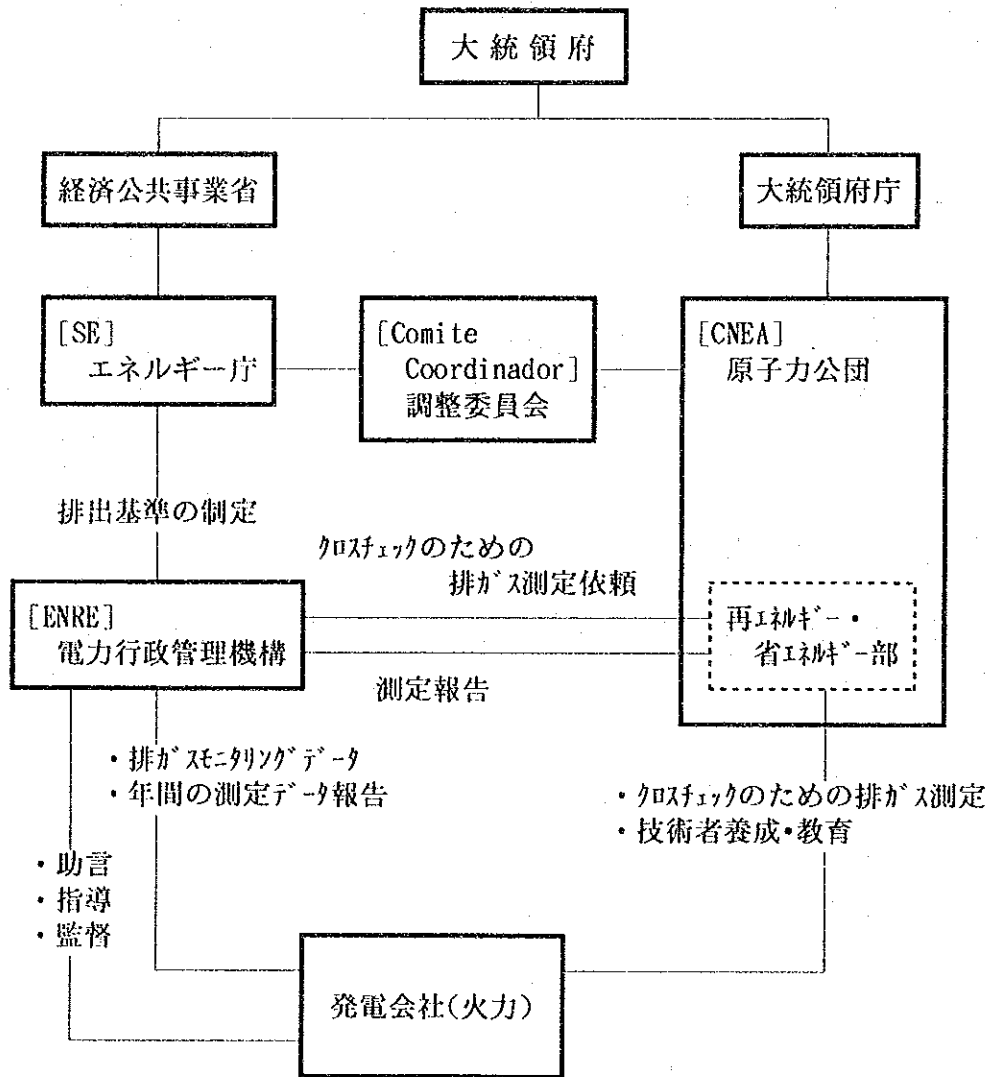 大統領府
経済公共事業省
大統領府庁
[SE]
エネルギー庁
[Comite
Coordinador]
調整委員会
[CNEA]
原子力公団
排出基準の制定
ｸﾛｽﾁｪｯｸのための
排ｶﾞｽ測定依頼
[ENRE]
電力行政管理機構
再ｴﾈﾙｷﾞｰ・
省ｴﾈﾙｷﾞｰ部
測定報告
・排ｶﾞｽﾓﾆﾀﾘﾝｸﾞﾃﾞｰﾀ
・年間の測定ﾃﾞｰﾀ報告
・ｸﾛｽﾁｪｯｸのための排ｶﾞｽ測定
・技術者養成・教育
・助言
・指導
・監督
発電会社(火力)